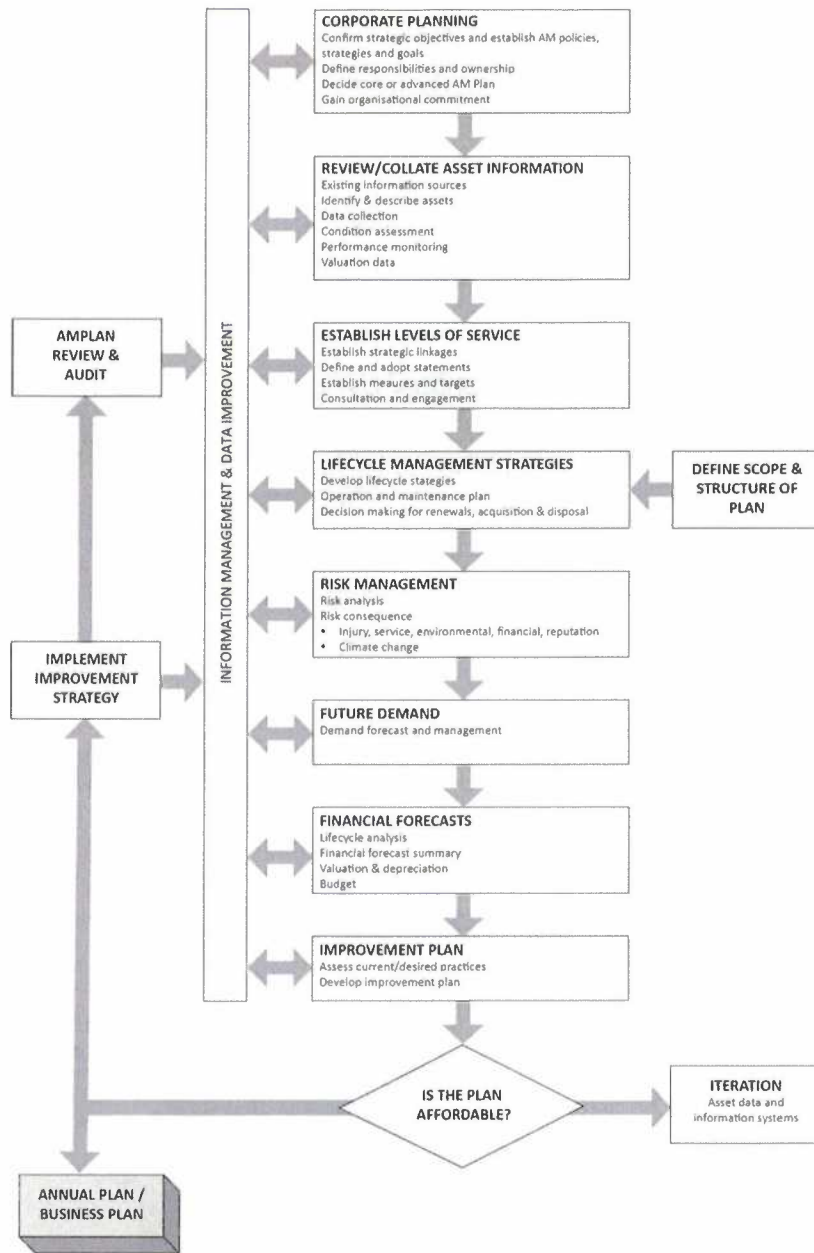 CORPORATE PLANNING
Confirm strategic objectives and establish AM policies,
strategies and goals
Define responsibilities and ownership
Decide core or advanced AM Plan
Gain organisational commitment
REVIEW/COLLATE ASSET INFORMATION
Existing information sources
Identify & describe assets
Data collection
Condition assessment
Performance monitoring
Valuation data
INFORMATION MANAGEMENT & DATA IMPROVEMENT
AMPLAN
REVIEW &
AUDIT
ESTABLISH LEVELS OF SERVICE
Establish strategic linkages
Define and adopt statements
Establish meaures and targets
Consultation and engagement
LIFECYCLE MANAGEMENT STRATEGIES
Develop lifecycle stategies
Operation and maintenance plan
Decision making for renewals, acquisition & disposal
DEFINE SCOPE &
STRUCTURE OF
PLAN
RISK MANAGEMENT
Risk analysis
Risk consequence
• Injury, service, environmental, financial, reputation
• Climate change
IMPLEMENT
IMPROVEMENT
STRATEGY
FUTURE DEMAND
Demand forecast and management
FINANCIAL FORECASTS
Lifecycle analysis
Financial forecast summary
Valuation & depreciation
Budget
IMPROVEMENT PLAN
Assess current/desired practices
Develop improvement plan
IS THE PLAN
AFFORDABLE?
ITERATION
Asset data and
information systems
ANNUAL PLAN /
BUSINESS PLAN